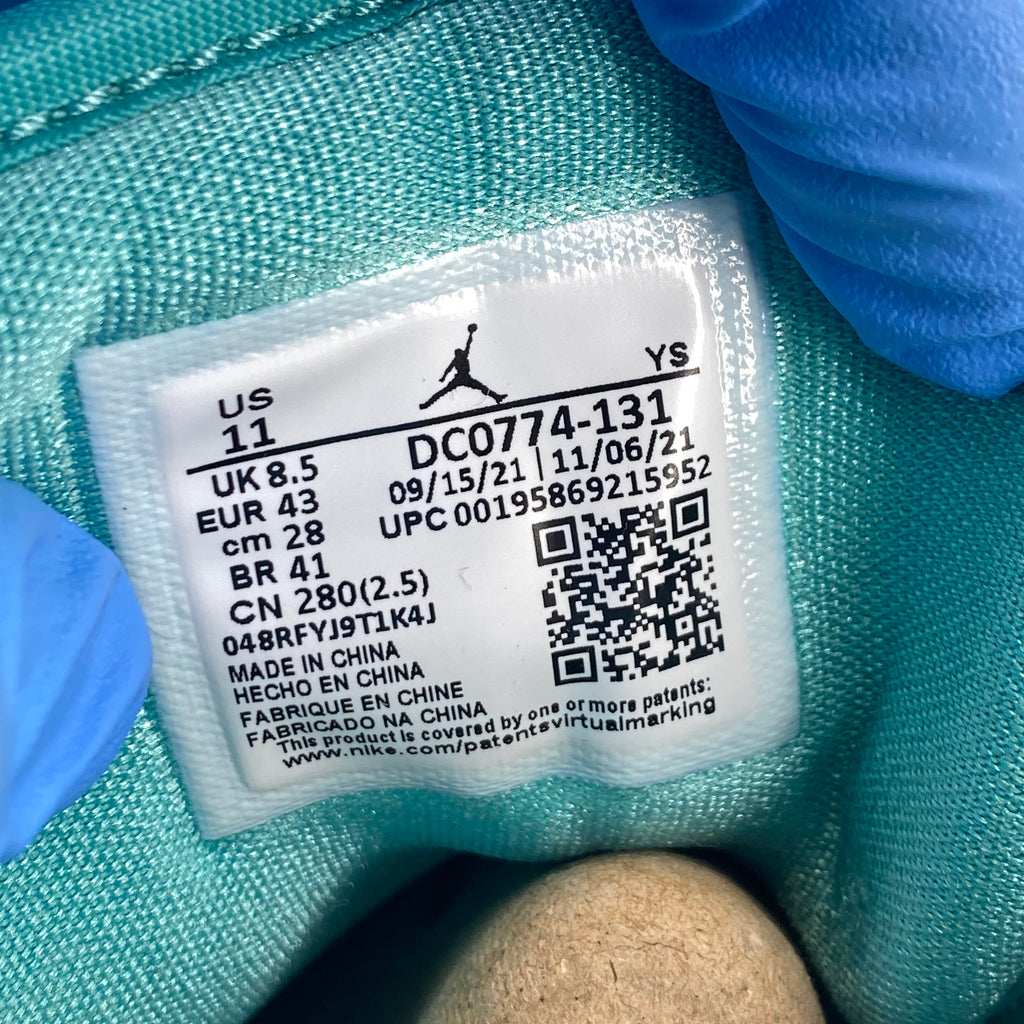 US
11
YS
UK 8.5
EUR 43
cm 28
BR 41
CN 280(2.5)
048RFYJ9T1K4J
DC0774-131
09/15/21 | 11/06/21
UPC 00195869215952
MADE IN CHINA
HECHO EN CHINA
FABRIQUE EN CHINE
FABRICADO NA CHINA
This product is covered by one or more patents:
www.nike.com/patentsvirtualmarking